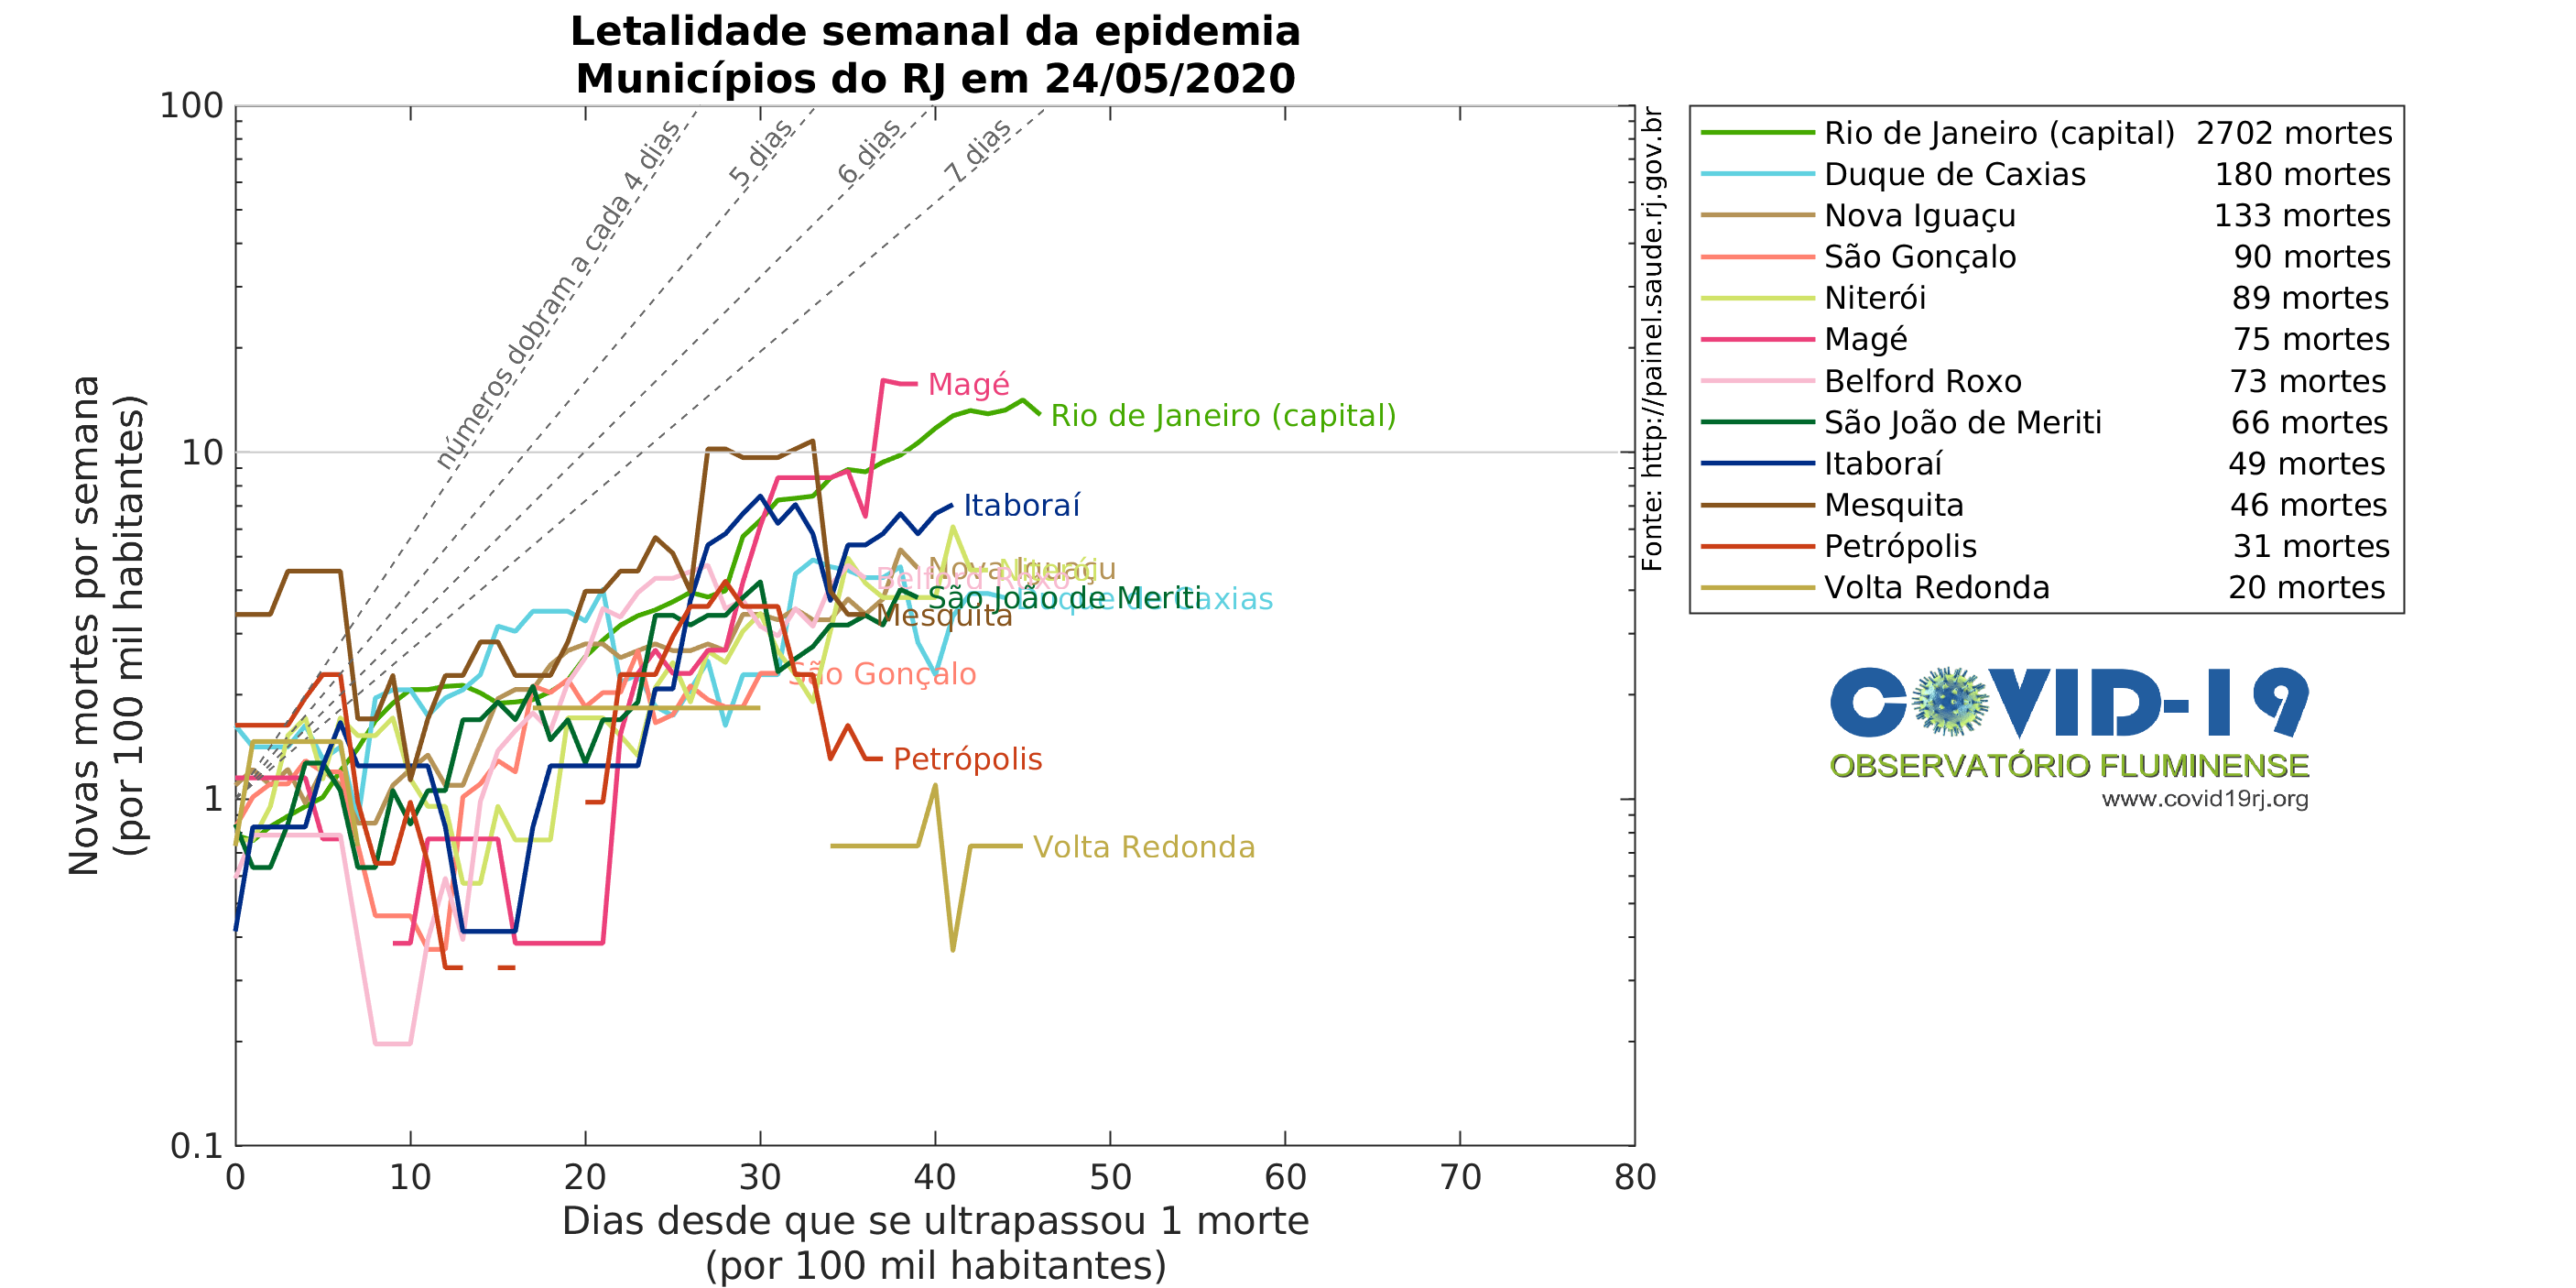 Letalidade semanal da epidemia
Municípios do RJ em 24/05/2020
Novas mortes por semana
(por 100 mil habitantes)
100
10
1
0.1
números dobram a cada 4 dias
5 dias
6 dias
7 dias
Magé
Rio de Janeiro (capital)
Itaboraí
Nova Iguaçu
Niterói
Belford Roxo
São João de Meriti
Duque de Caxias
Mesquita
São Gonçalo
Petrópolis
Volta Redonda
0 10 20 30 40 50 60 70 80
Dias desde que se ultrapassou 1 morte
(por 100 mil habitantes)
Fonte: http://painel.saude.rj.gov.br
Rio de Janeiro (capital) 2702 mortes
Duque de Caxias 180 mortes
Nova Iguaçu 133 mortes
São Gonçalo 90 mortes
Niterói 89 mortes
Magé 75 mortes
Belford Roxo 73 mortes
São João de Meriti 66 mortes
Itaboraí 49 mortes
Mesquita 46 mortes
Petrópolis 31 mortes
Volta Redonda 20 mortes
COVID-19
OBSERVATÓRIO FLUMINENSE
www.covid19rj.org